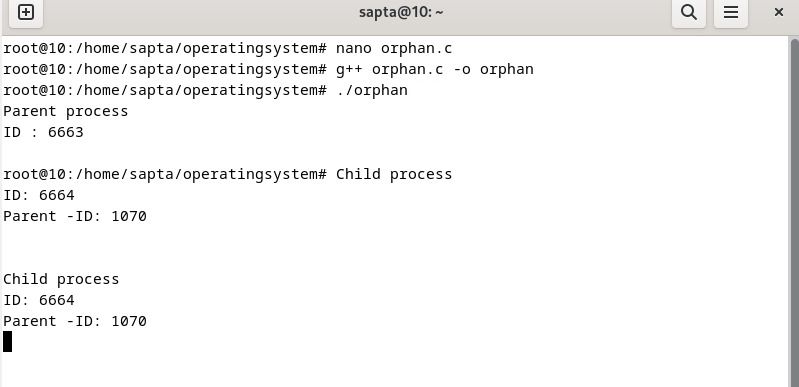 sapta@10: ~
root@10:/home/sapta/operatingsystem# nano orphan.c
root@10:/home/sapta/operatingsystem# g++ orphan.c -o orphan
root@10:/home/sapta/operatingsystem# ./orphan
Parent process
ID : 6663
root@10:/home/sapta/operatingsystem# Child process
ID: 6664
Parent -ID: 1070
Child process
ID: 6664
Parent -ID: 1070